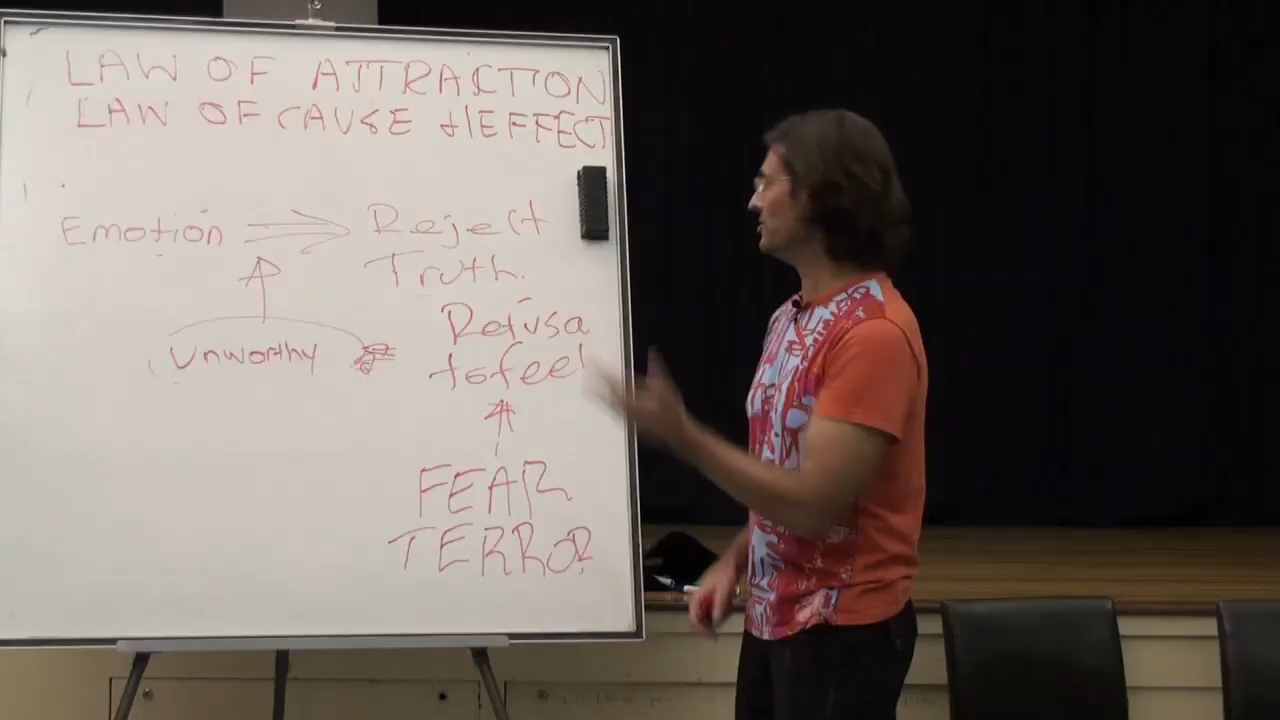 LAW OF ATTRACTION
LAW OF CAUSE & EFFECT
Emotion ⇒ Reject
Truth.
Refusa
to feel
Unworthy
FEAR
TERROR